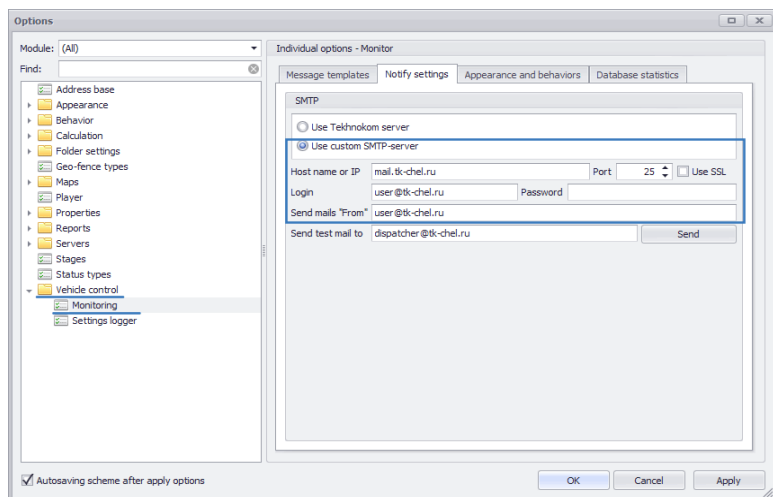 Options
Module: (All)
Find:
Address base
Appearance
Behavior
Calculation
Folder settings
Geo-fence types
Maps
Player
Properties
Reports
Servers
Stages
Status types
Vehicle control
Monitoring
Settings logger
Individual options - Monitor
Message templates Notify settings Appearance and behaviors Database statistics
SMTP
Use Tekhnokom server
Use custom SMTP-server
Host name or IP mail.tk-chel.ru Port 25 Use SSL
Login user@tk-chel.ru Password
Send mails "From" user@tk-chel.ru
Send test mail to dispatcher@tk-chel.ru Send
Autosaving scheme after apply options OK Cancel Apply